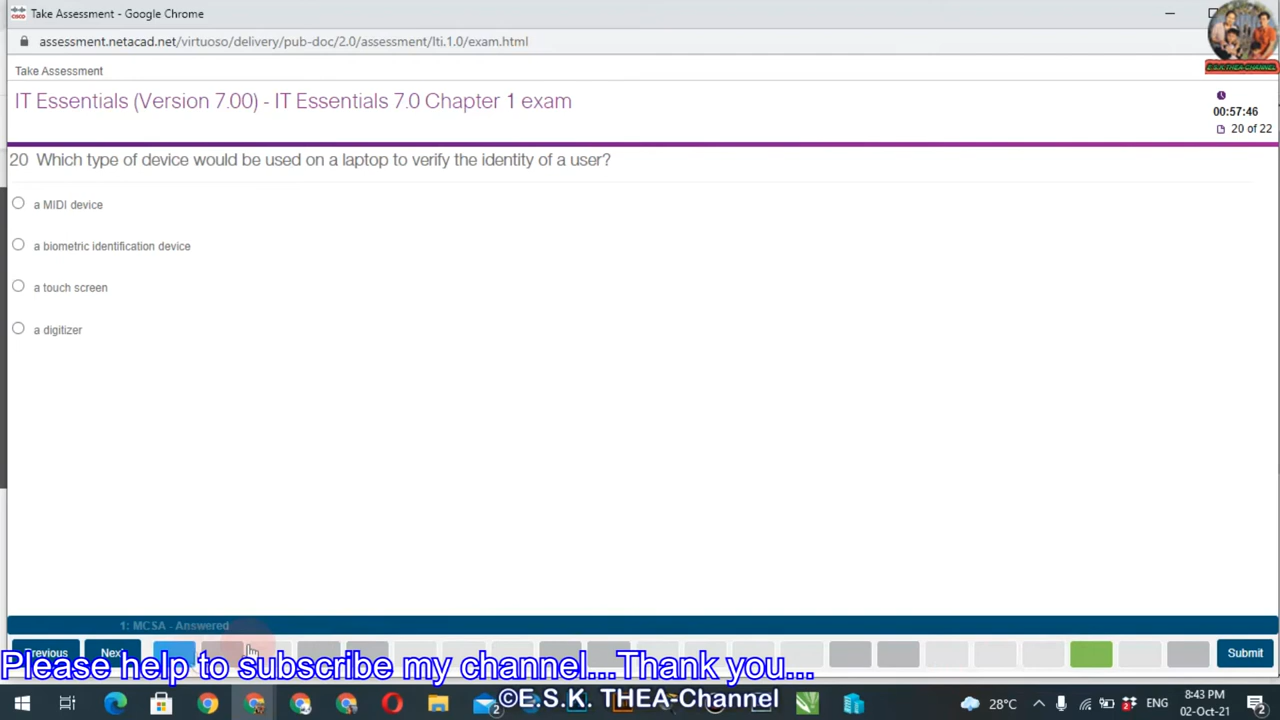 Take Assessment - Google Chrome
assessment.netacad.net/virtuoso/delivery/pub-doc/2.0/assessment/lti.1.0/exam.html
Take Assessment
IT Essentials (Version 7.00) - IT Essentials 7.0 Chapter 1 exam
00:57:46
20 of 22
20 Which type of device would be used on a laptop to verify the identity of a user?
a MIDI device
a biometric identification device
a touch screen
a digitizer
1: MCSA - Answered
Previous
Next
Submit
Please help to subscribe my channel...Thank you...
©E.S.K. THEA-Channel
28°C
ENG
8:43 PM
02-Oct-21